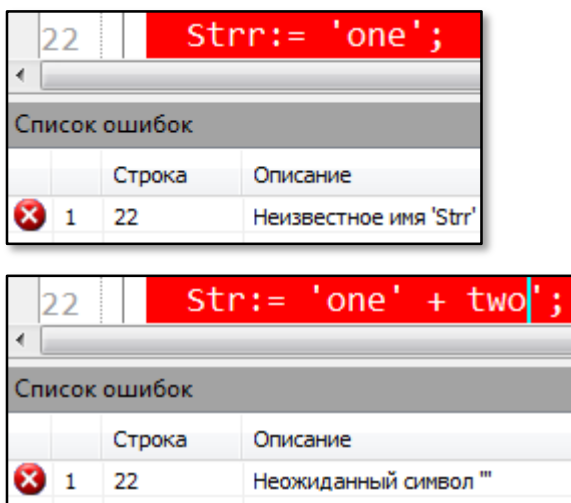 22 Strr:= 'one';
Список ошибок
Строка Описание
1 22 Неизвестное имя 'Strr'
22 Str:= 'one' + two';
Список ошибок
Строка Описание
1 22 Неожиданный символ '''